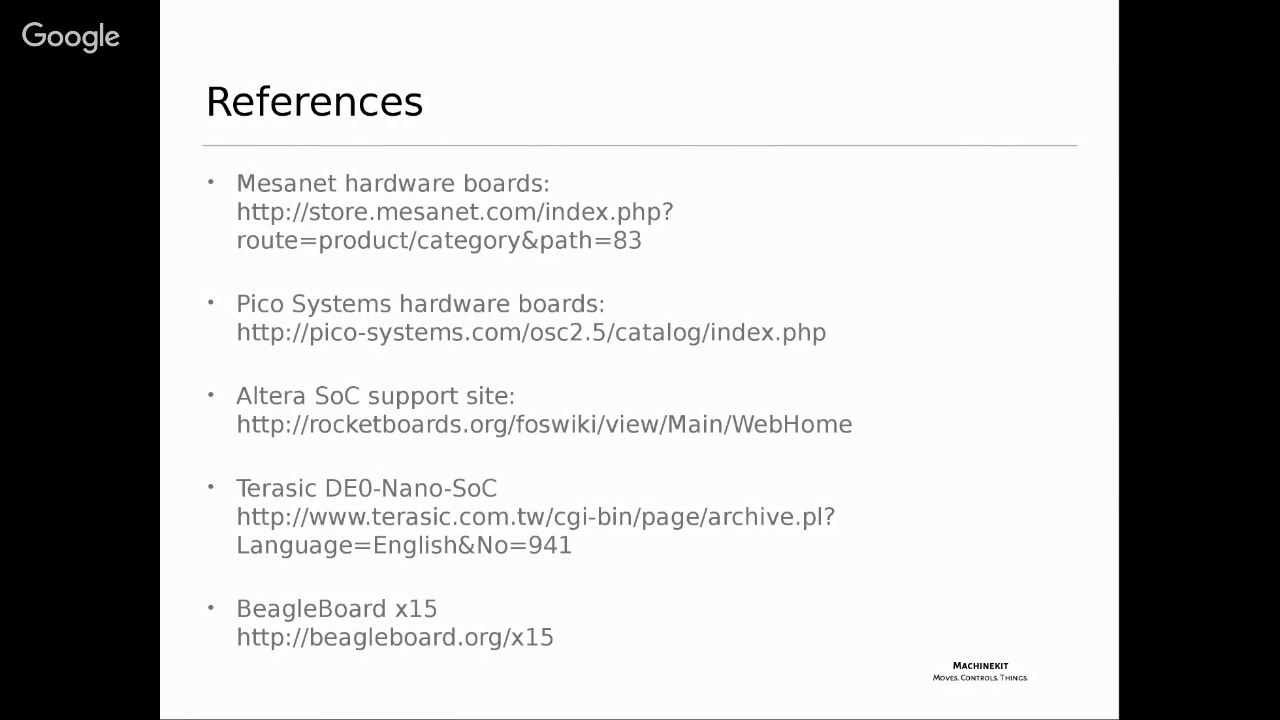 Google
References
• Mesanet hardware boards:
http://store.mesanet.com/index.php?
route=product/category&path=83
• Pico Systems hardware boards:
http://pico-systems.com/osc2.5/catalog/index.php
• Altera SoC support site:
http://rocketboards.org/foswiki/view/Main/WebHome
• Terasic DE0-Nano-SoC
http://www.terasic.com.tw/cgi-bin/page/archive.pl?
Language=English&No=941
• BeagleBoard x15
http://beagleboard.org/x15
MACHINEKIT
MOVES. CONTROLS. THINGS.